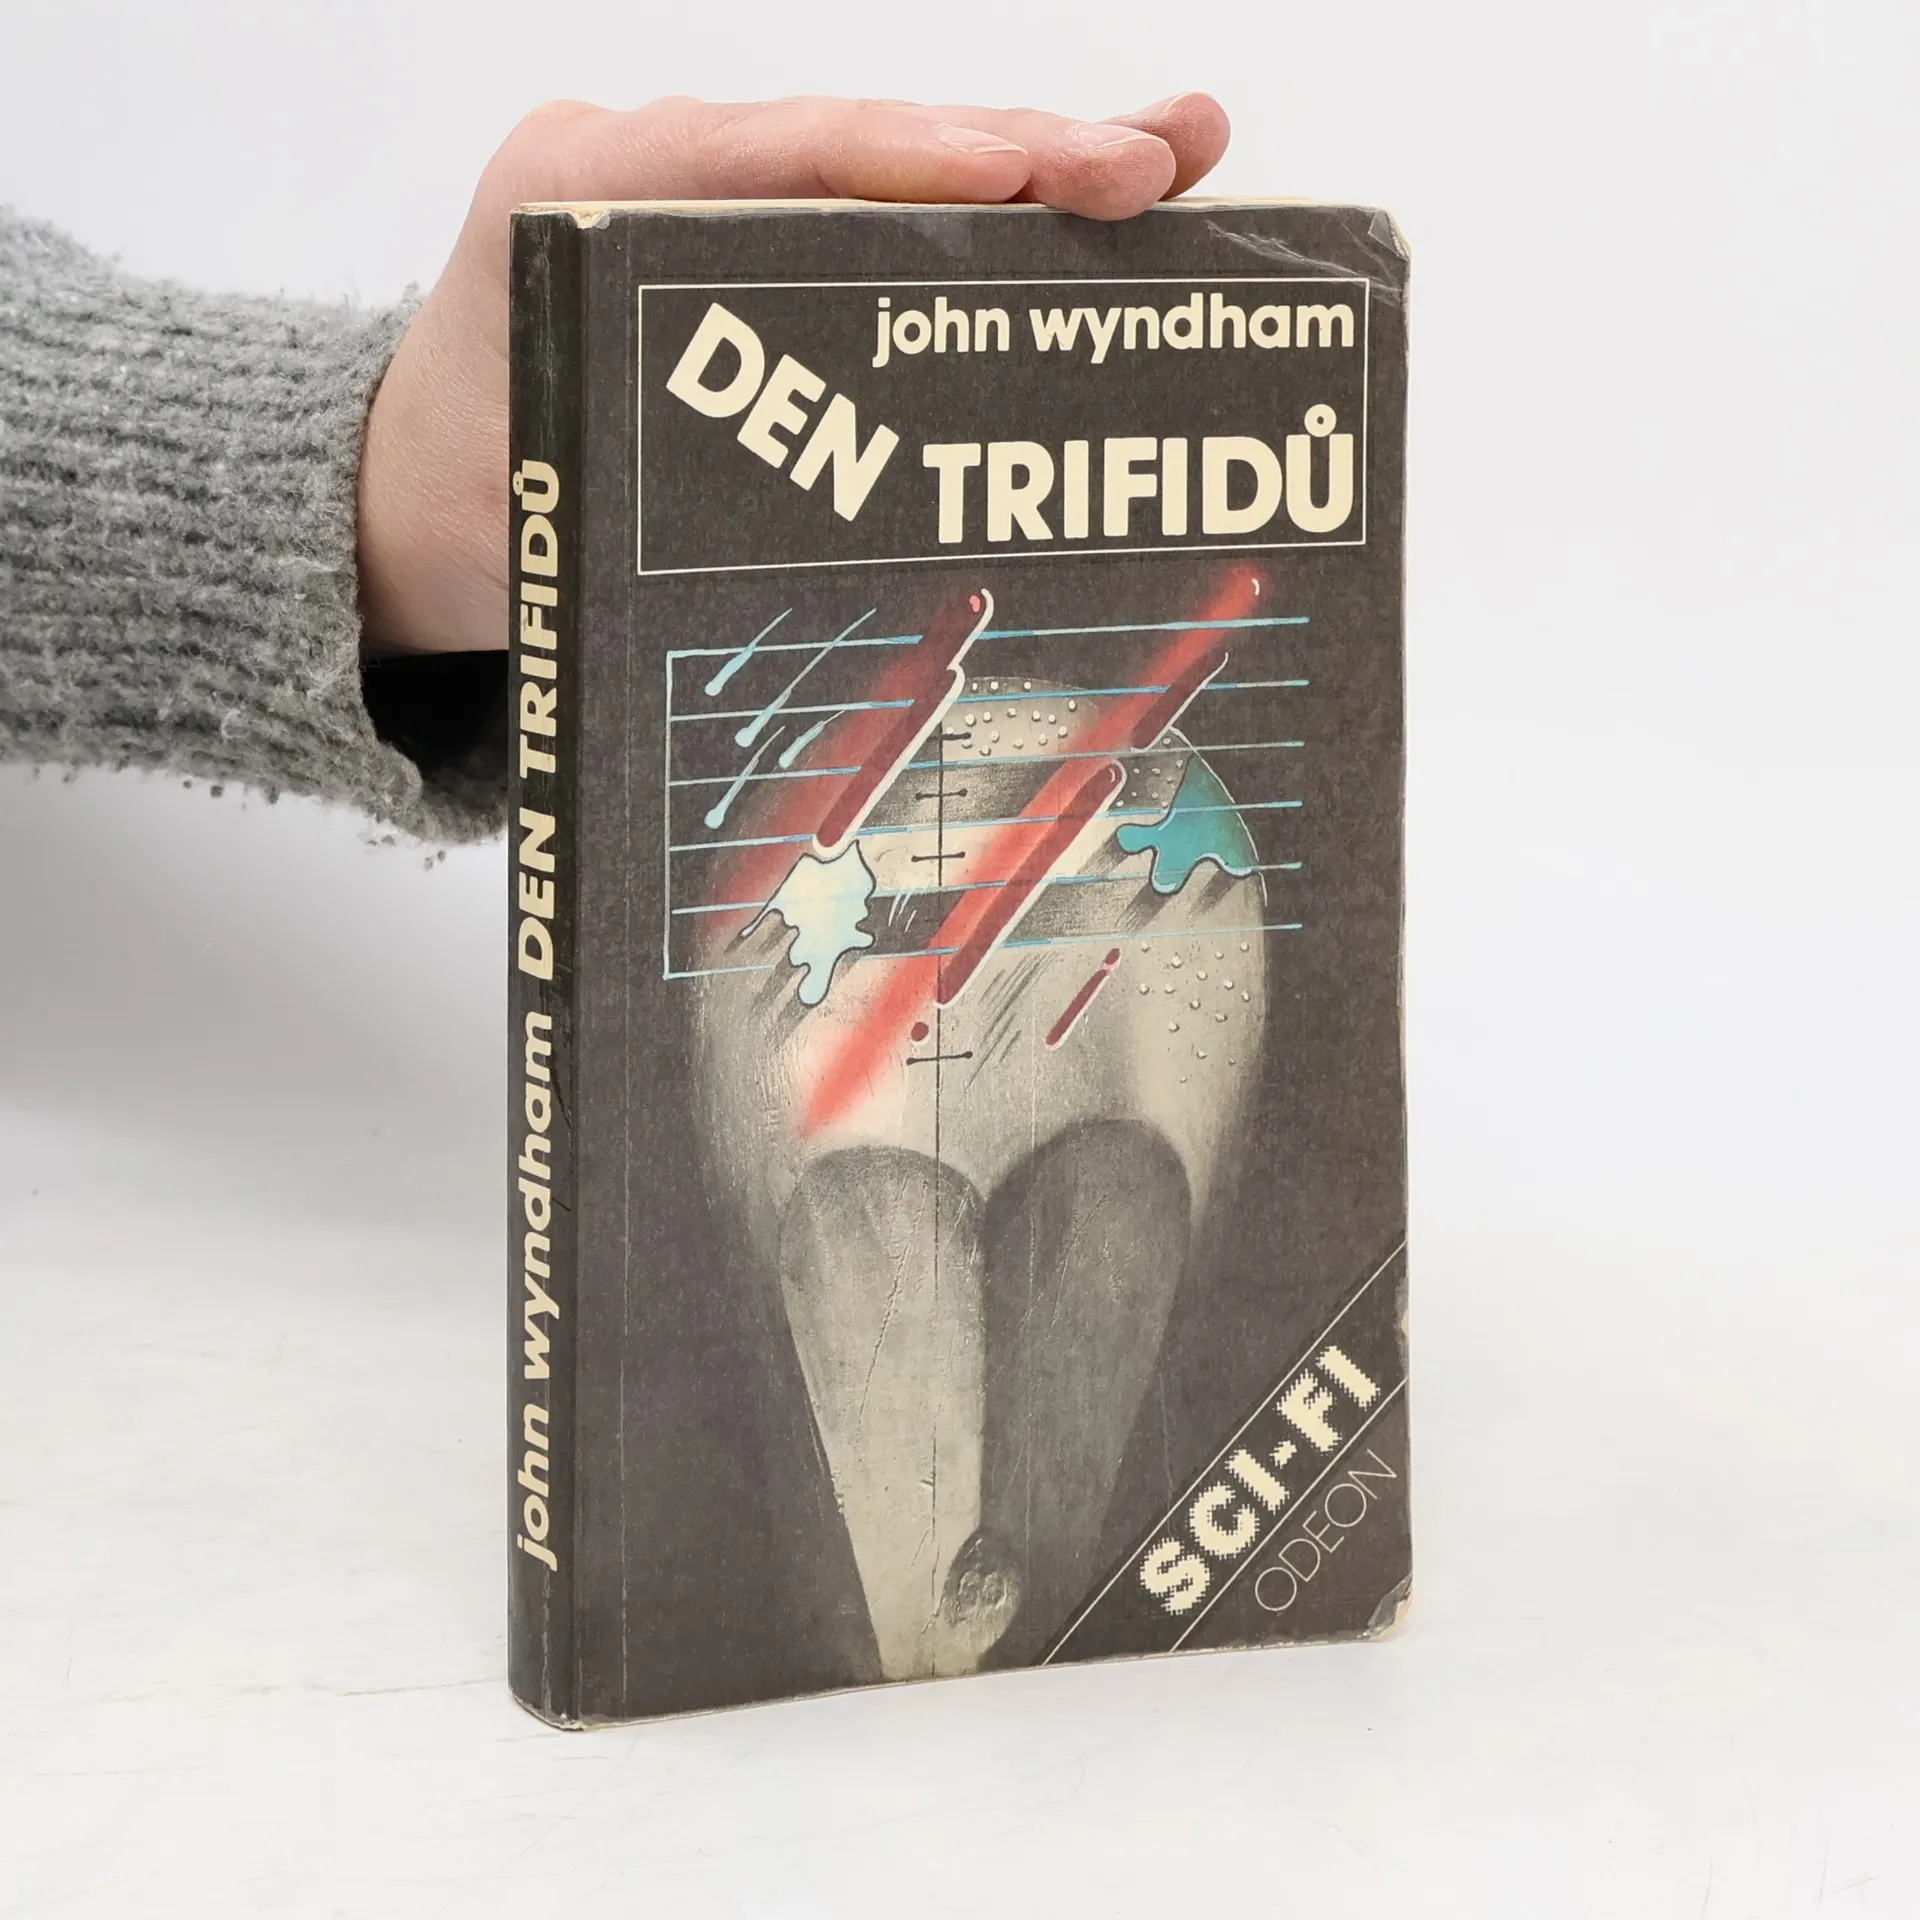 john wyndham
DEN TRIFIDŮ
SCI-FI
ODEON
john wyndham DEN TRIFIDŮ